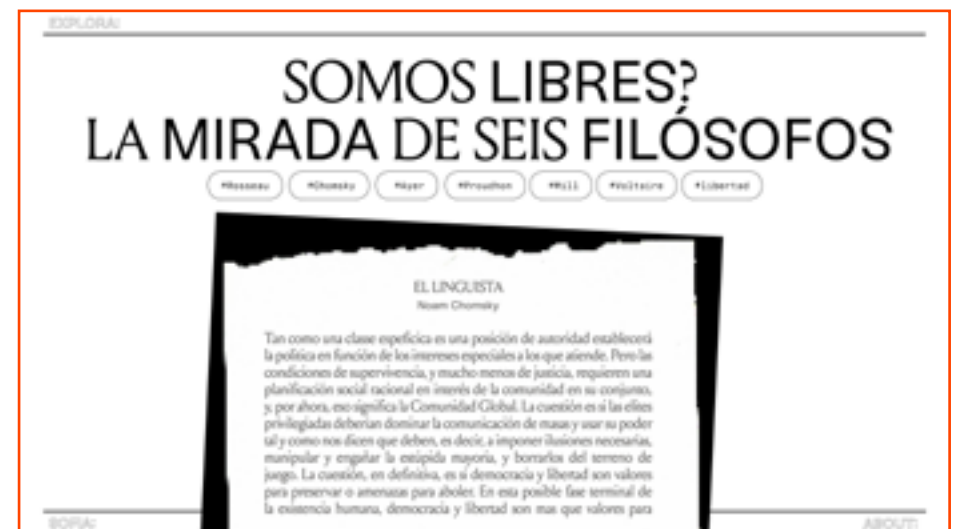 EXPLORA:
SOMOS LIBRES?
LA MIRADA DE SEIS FILÓSOFOS
#Rosseau #Chomsky #Ayer #Proudhon #Mill #Voltaire #libertad
EL LINGUISTA
Noam Chomsky
Tan como una classe espeficica es una posición de autoridad establecerá
la política en función de los intereses especiales a los que atiende. Pero las
condiciones de supervivencia, y mucho menos de justicia, requieren una
planificación social racional en interés de la comunidad en su conjunto,
y, por ahora, eso significa la Comunidad Global. La cuestión es si las elites
privilegiadas deberían dominar la comunicación de masas y usar su poder
tal y como nos dicen que deben, es decir, a imponer ilusiones necesarias,
manipular y engañar la estúpida mayoría, y borrarlos del terreno de
juego. La cuestión, en definitiva, es si democracia y libertad son valores
para preservar o amenazas para aboler. En esta posible fase terminal de
la existencia humana, democracia y libertad son mas que valores para
SOFIA:
ABOUT: